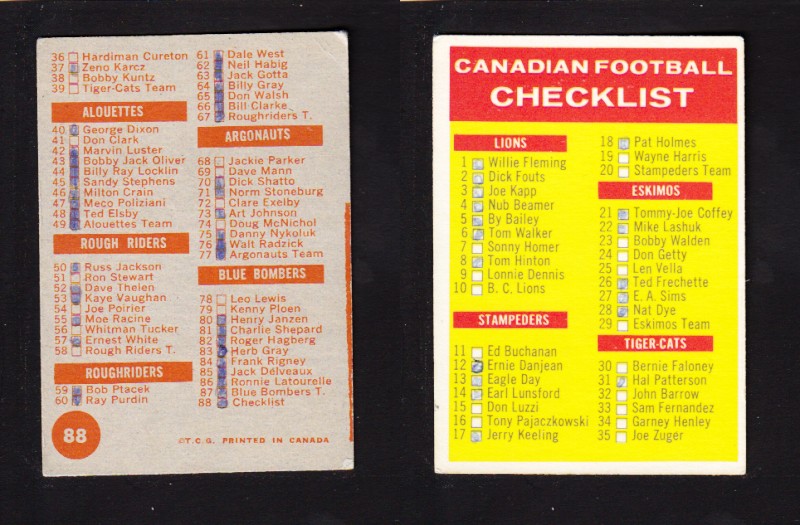 36 Hardiman Cureton
37 Zeno Karcz
38 Bobby Kuntz
39 Tiger-Cats Team
ALOUETTES
40 George Dixon
41 Don Clark
42 Marvin Luster
43 Bobby Jack Oliver
44 Billy Ray Locklin
45 Sandy Stephens
46 Milton Crain
47 Meco Poliziani
48 Ted Elsby
49 Alouettes Team
ROUGH RIDERS
50 Russ Jackson
51 Ron Stewart
52 Dave Thelen
53 Kaye Vaughan
54 Joe Poirier
55 Moe Racine
56 Whitman Tucker
57 Ernest White
58 Rough Riders T.
ROUGHRIDERS
59 Bob Ptacek
60 Ray Purdin
88
61 Dale West
62 Neil Habig
63 Jack Gotta
64 Billy Gray
65 Don Walsh
66 Bill Clarke
67 Roughriders T.
ARGONAUTS
68 Jackie Parker
69 Dave Mann
70 Dick Shatto
71 Norm Stoneburg
72 Clare Exelby
73 Art Johnson
74 Doug McNichol
75 Danny Nykoluk
76 Walt Radzick
77 Argonauts Team
BLUE BOMBERS
78 Leo Lewis
79 Kenny Ploen
80 Henry Janzen
81 Charlie Shepard
82 Roger Hagberg
83 Herb Gray
84 Frank Rigney
85 Jack Delveaux
86 Ronnie Latourelle
87 Blue Bombers T.
88 Checklist
©T.C.G. PRINTED IN CANADA
CANADIAN FOOTBALL
CHECKLIST
LIONS
1 Willie Fleming
2 Dick Fouts
3 Joe Kapp
4 Nub Beamer
5 By Bailey
6 Tom Walker
7 Sonny Homer
8 Tom Hinton
9 Lonnie Dennis
10 B. C. Lions
STAMPEDERS
11 Ed Buchanan
12 Ernie Danjean
13 Eagle Day
14 Earl Lunsford
15 Don Luzzi
16 Tony Pajaczkowski
17 Jerry Keeling
18 Pat Holmes
19 Wayne Harris
20 Stampeders Team
ESKIMOS
21 Tommy-Joe Coffey
22 Mike Lashuk
23 Bobby Walden
24 Don Getty
25 Len Vella
26 Ted Frechette
27 E. A. Sims
28 Nat Dye
29 Eskimos Team
TIGER-CATS
30 Bernie Faloney
31 Hal Patterson
32 John Barrow
33 Sam Fernandez
34 Garney Henley
35 Joe Zuger